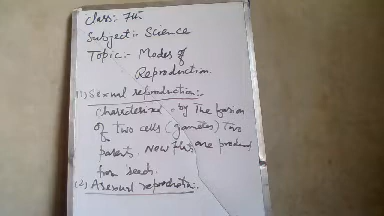 Class:- 7th
Subject:- Science
Topic:- Modes of
Reproduction.
(1) Sexual reproduction:-
Characterized by the fusion
of two cells (gametes) two
parents. New are produced
from seeds.
(2) Asexual reproduction:-